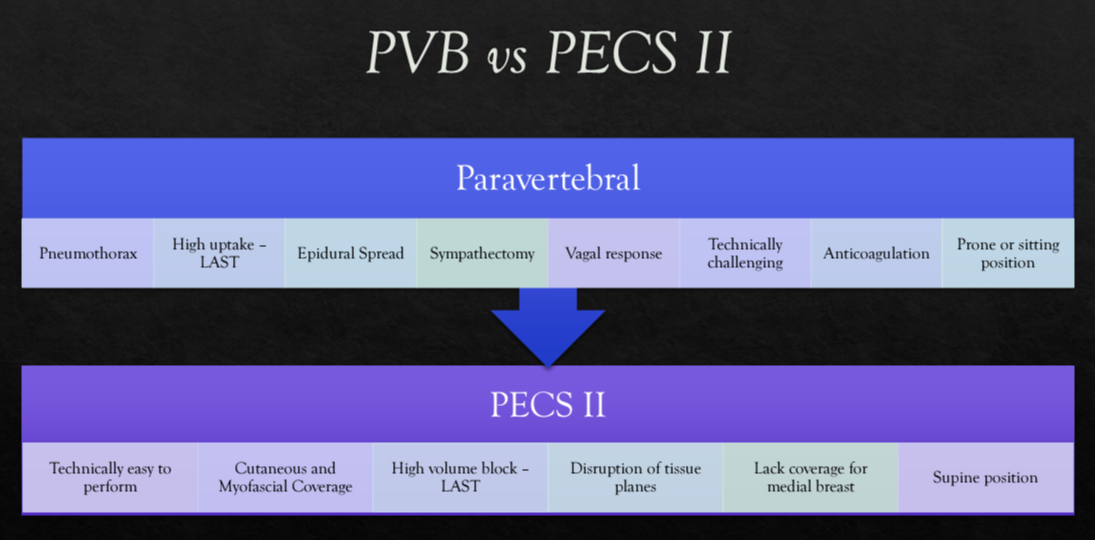 PVB vs PECS II
Paravertebral
Pneumothorax
High uptake –
LAST
Epidural Spread
Sympathectomy
Vagal response
Technically
challenging
Anticoagulation
Prone or sitting
position
PECS II
Technically easy to
perform
Cutaneous and
Myofascial Coverage
High volume block –
LAST
Disruption of tissue
planes
Lack coverage for
medial breast
Supine position